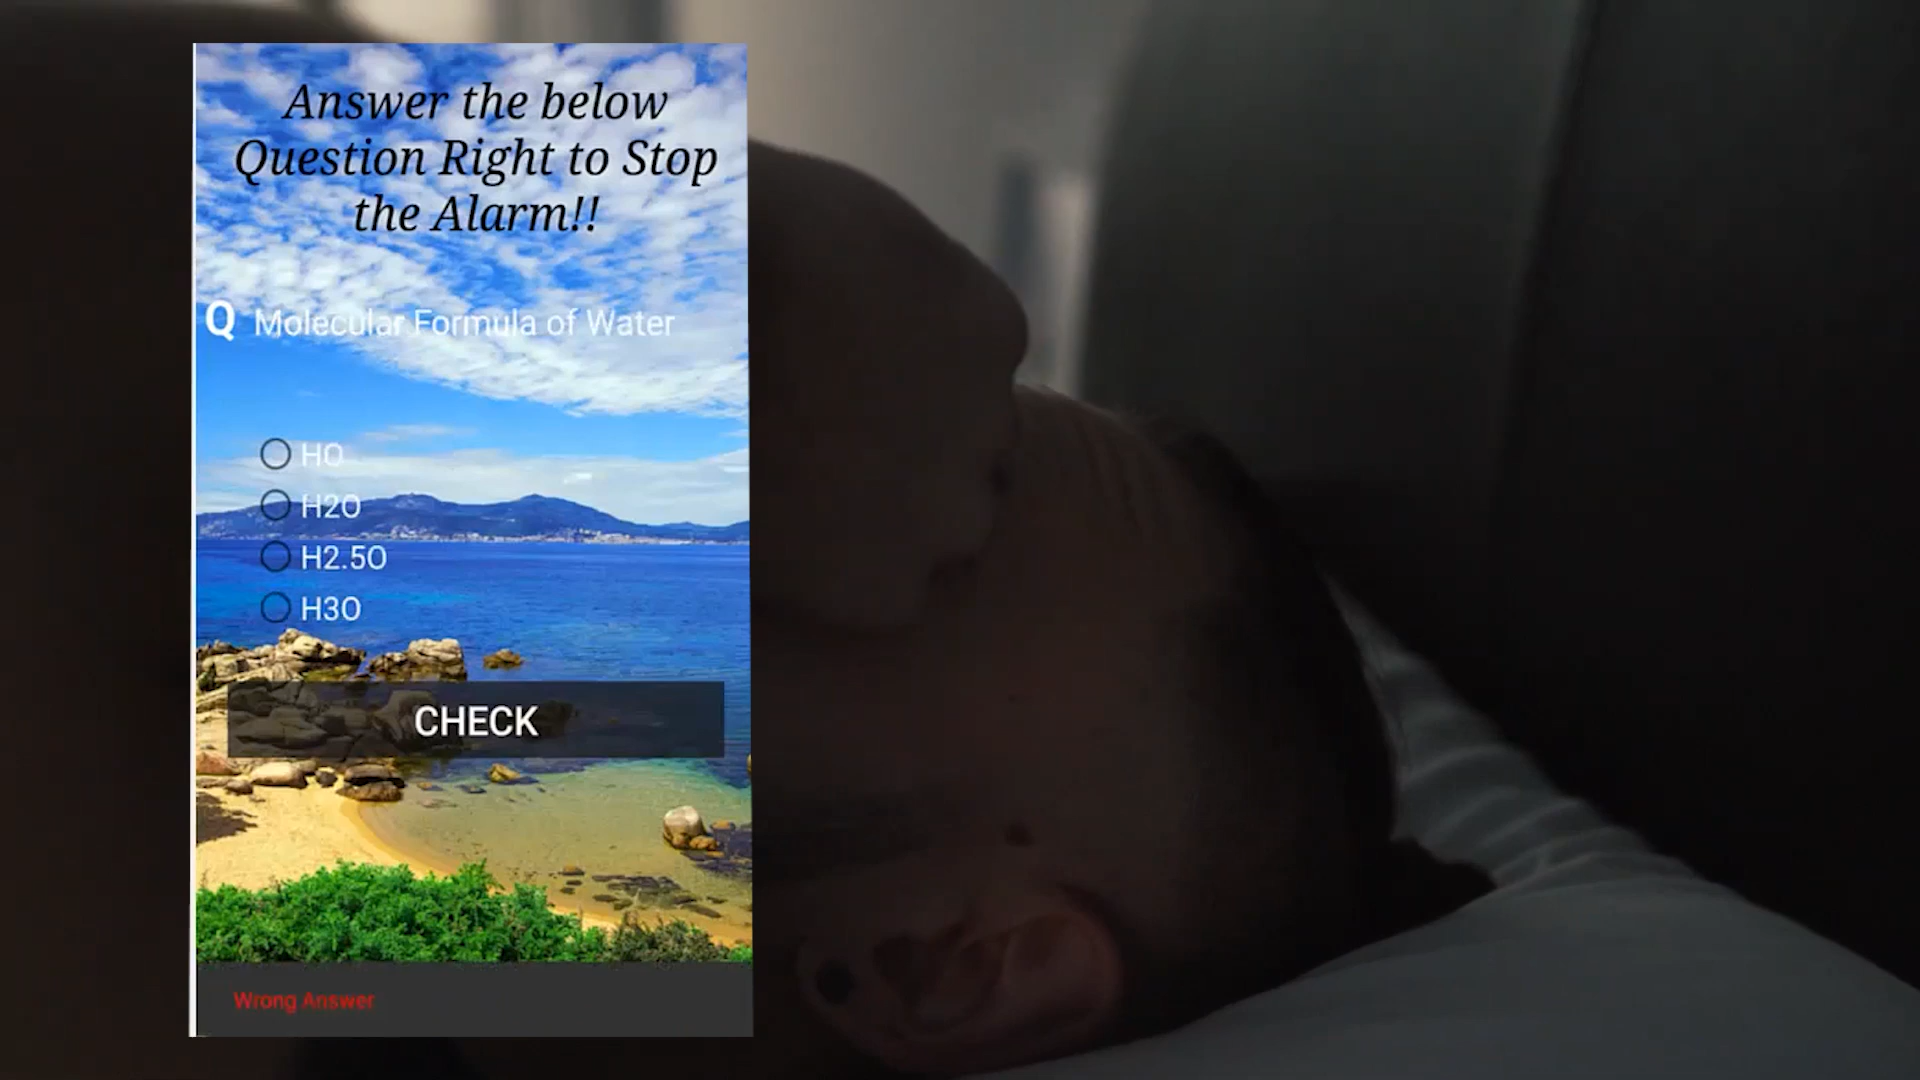 Answer the below
Question Right to Stop
the Alarm!!
Q Molecular Formula of Water
HO
H2O
H2.5O
H3O
CHECK
Wrong Answer